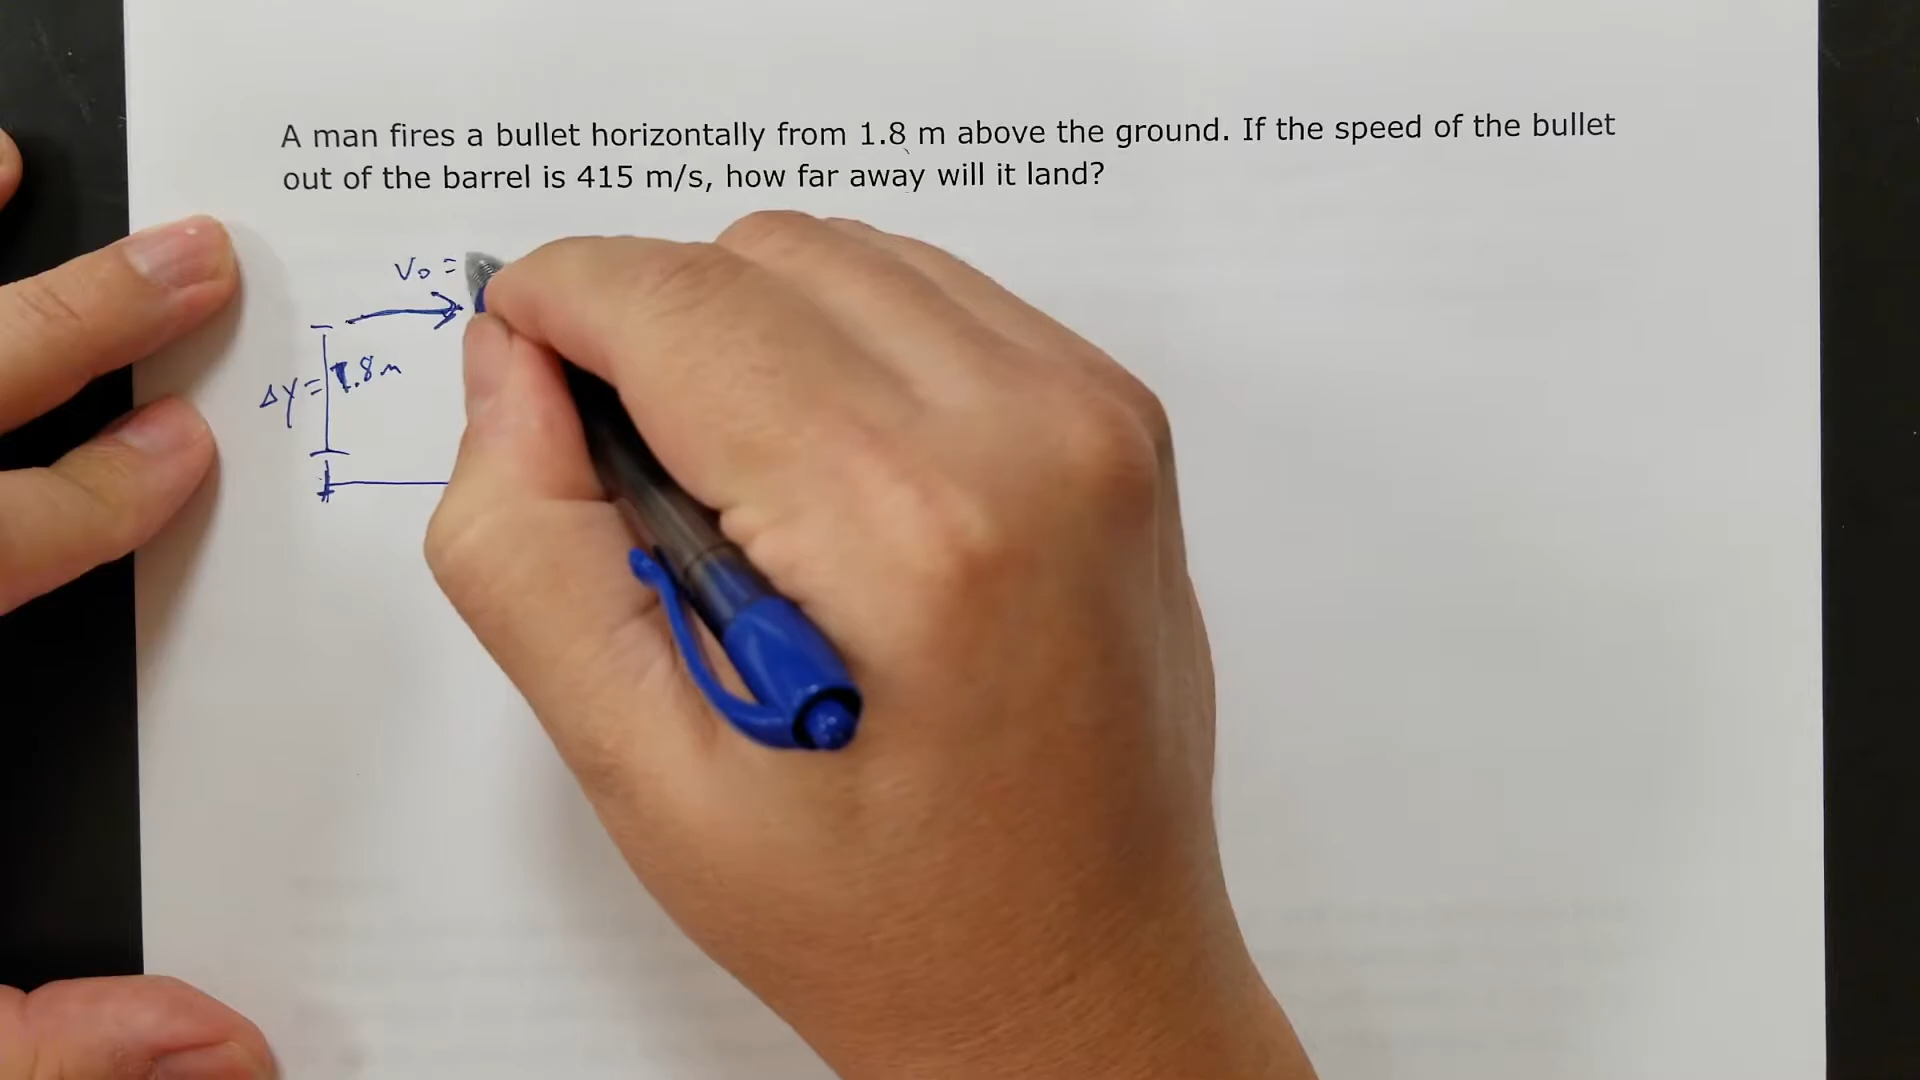 A man fires a bullet horizontally from 1.8 m above the ground. If the speed of the bullet
out of the barrel is 415 m/s, how far away will it land?
V₀ =
Δy = 1.8 m